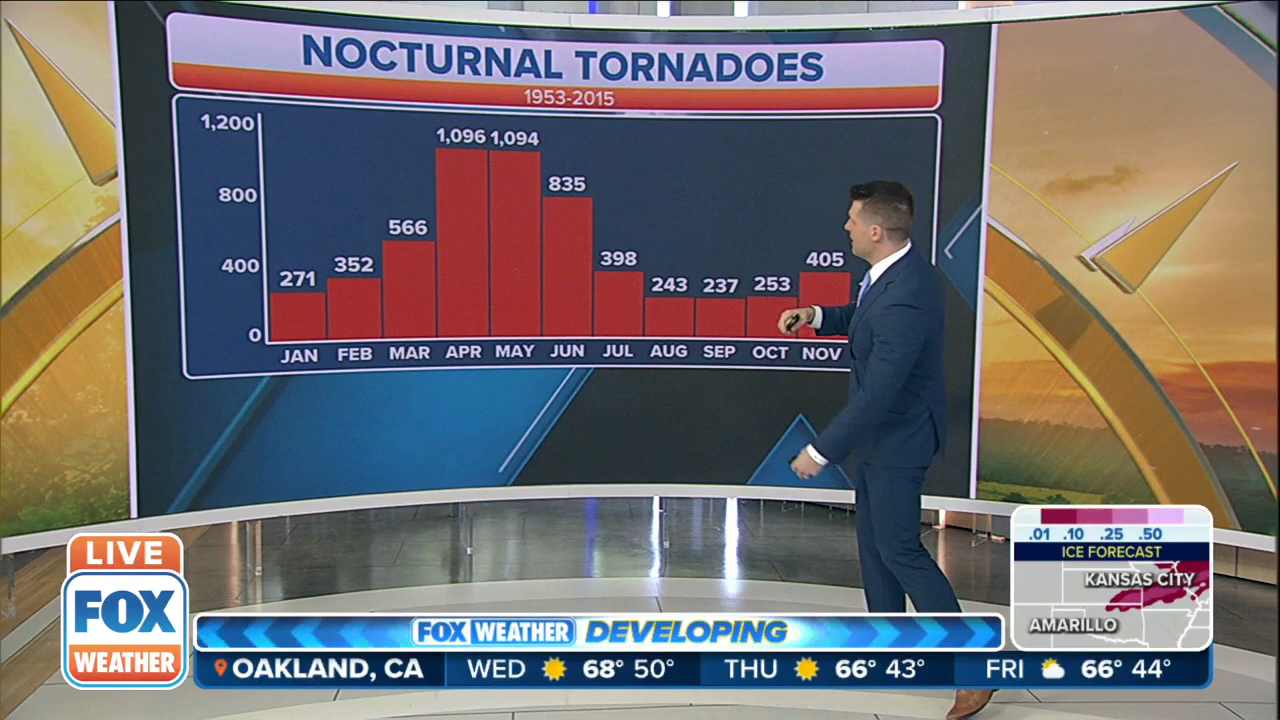 NOCTURNAL TORNADOES
1953-2015
1,200
800
400
0
271
352
566
1,096
1,094
835
398
243
237
253
405
JAN FEB MAR APR MAY JUN JUL AUG SEP OCT NOV
LIVE
FOX
WEATHER
.01 .10 .25 .50
ICE FORECAST
KANSAS CITY
AMARILLO
FOX WEATHER DEVELOPING
OAKLAND, CA WED 68° 50° THU 66° 43° FRI 66° 44°